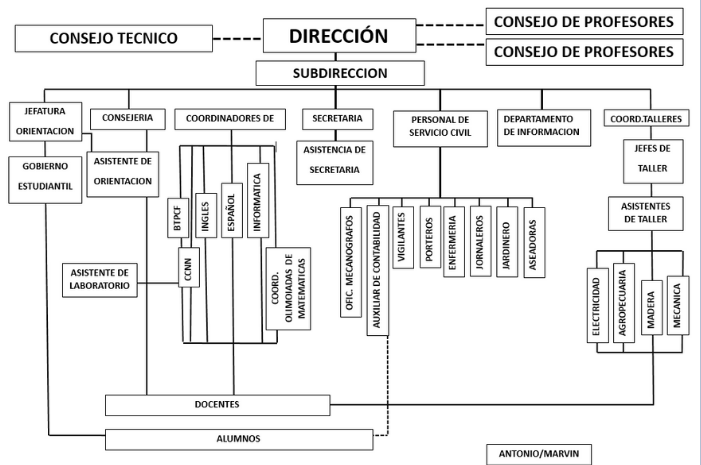 CONSEJO TECNICO
DIRECCIÓN
CONSEJO DE PROFESORES
CONSEJO DE PROFESORES
SUBDIRECCION
JEFATURA
ORIENTACION
CONSEJERIA
COORDINADORES DE
SECRETARIA
PERSONAL DE
SERVICIO CIVIL
DEPARTAMENTO
DE INFORMACION
COORD.TALLERES
GOBIERNO
ESTUDIANTIL
ASISTENTE DE
ORIENTACION
ASISTENCIA DE
SECRETARIA
JEFES DE
TALLER
ASISTENTES
DE TALLER
BTPCF
CCNN
INGLES
ESPAÑOL
INFORMATICA
COORD.
OLIMOIADAS DE
MATEMATICAS
ASISTENTE DE
LABORATORIO
OFIC. MECANOGRAFOS
AUXILIAR DE CONTABILIDAD
VIGILANTES
PORTEROS
ENFERMERIA
JORNALEROS
JARDINERO
ASEADORAS
ELECTRICIDAD
AGROPECUARIA
MADERA
MECANICA
DOCENTES
ALUMNOS
ANTONIO/MARVIN